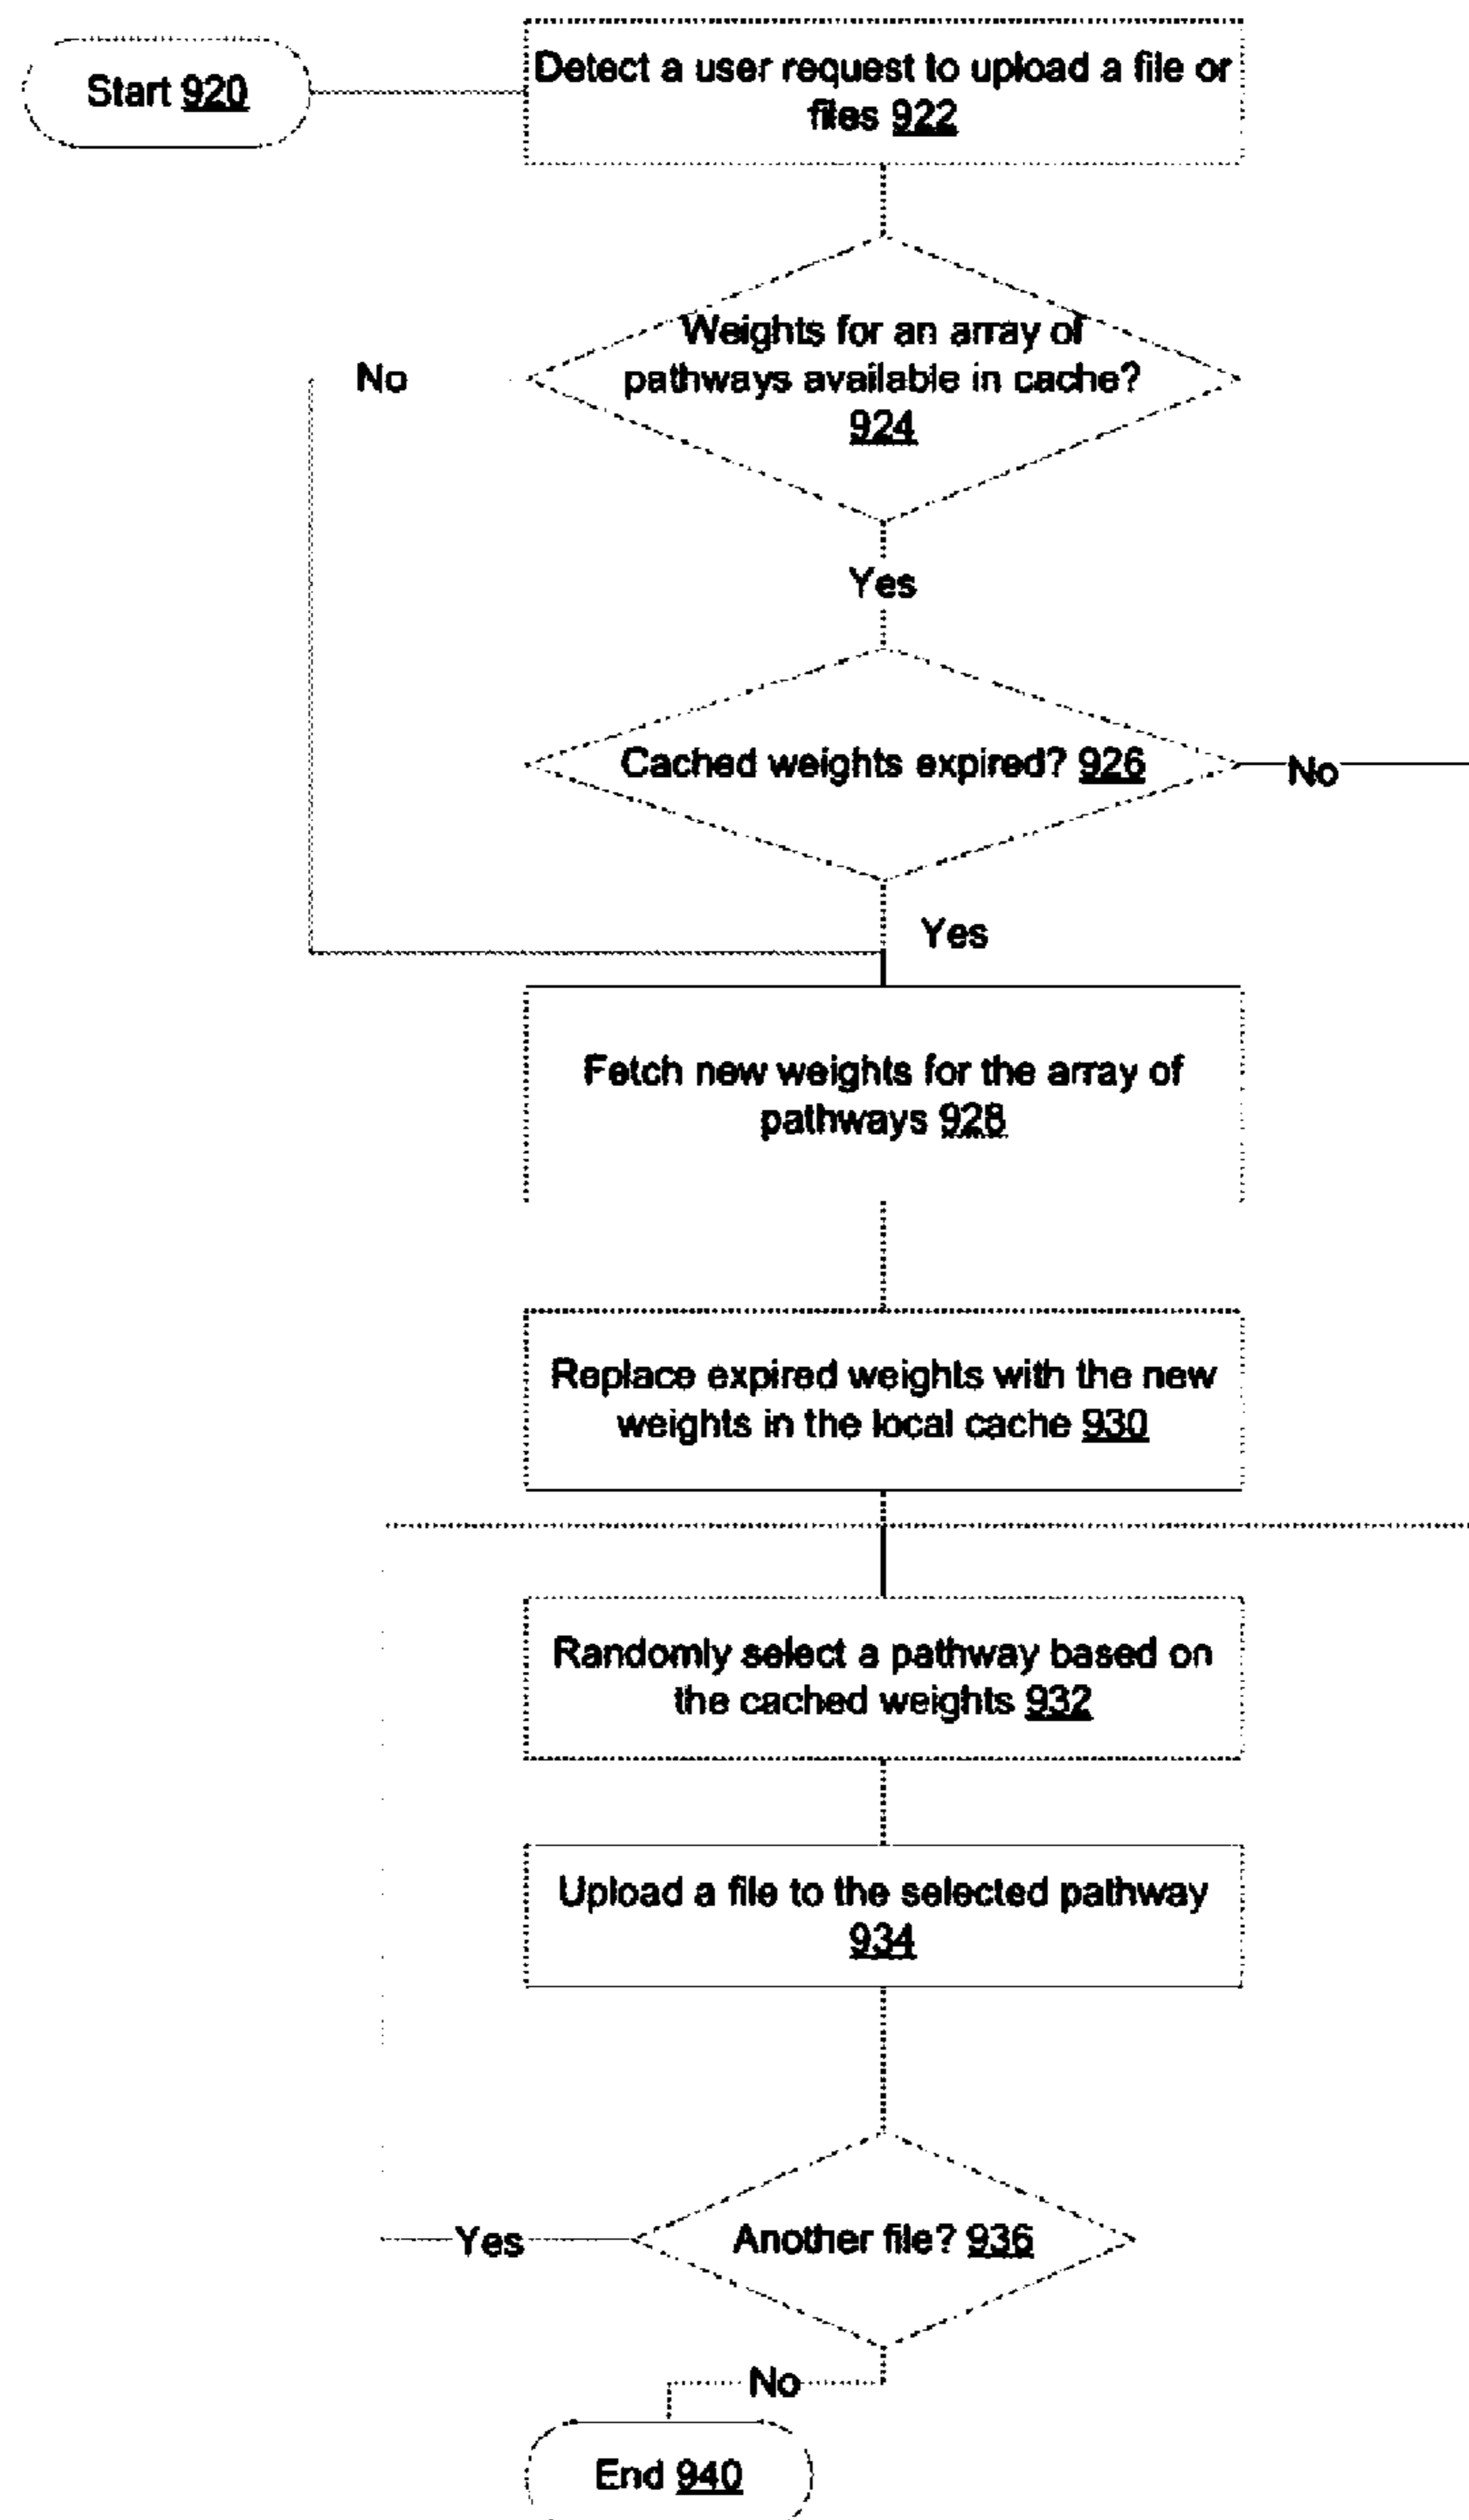 Start 920
Detect a user request to upload a file or
files 922
Weights for an array of
pathways available in cache?
924
No
Yes
Cached weights expired? 926
No
Yes
Fetch new weights for the array of
pathways 928
Replace expired weights with the new
weights in the local cache 930
Randomly select a pathway based on
the cached weights 932
Upload a file to the selected pathway
934
Another file? 936
Yes
No
End 940